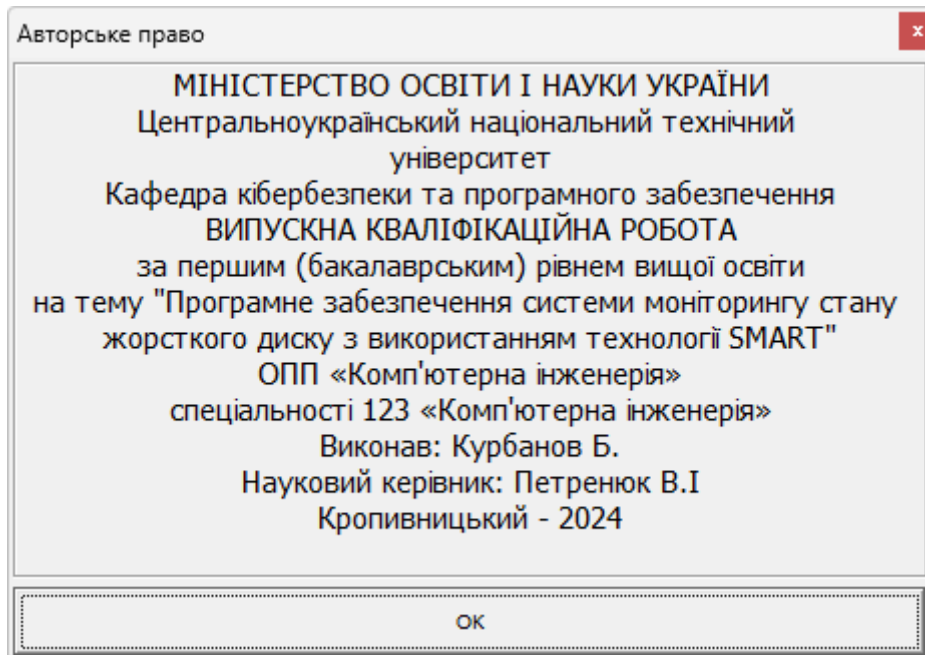 Авторське право
x
МІНІСТЕРСТВО ОСВІТИ І НАУКИ УКРАЇНИ
Центральноукраїнський національний технічний
університет
Кафедра кібербезпеки та програмного забезпечення
ВИПУСКНА КВАЛІФІКАЦІЙНА РОБОТА
за першим (бакалаврським) рівнем вищої освіти
на тему "Програмне забезпечення системи моніторингу стану
жорсткого диску з використанням технології SMART"
ОПП «Комп'ютерна інженерія»
спеціальності 123 «Комп'ютерна інженерія»
Виконав: Курбанов Б.
Науковий керівник: Петренюк В.І
Кропивницький - 2024
ОК